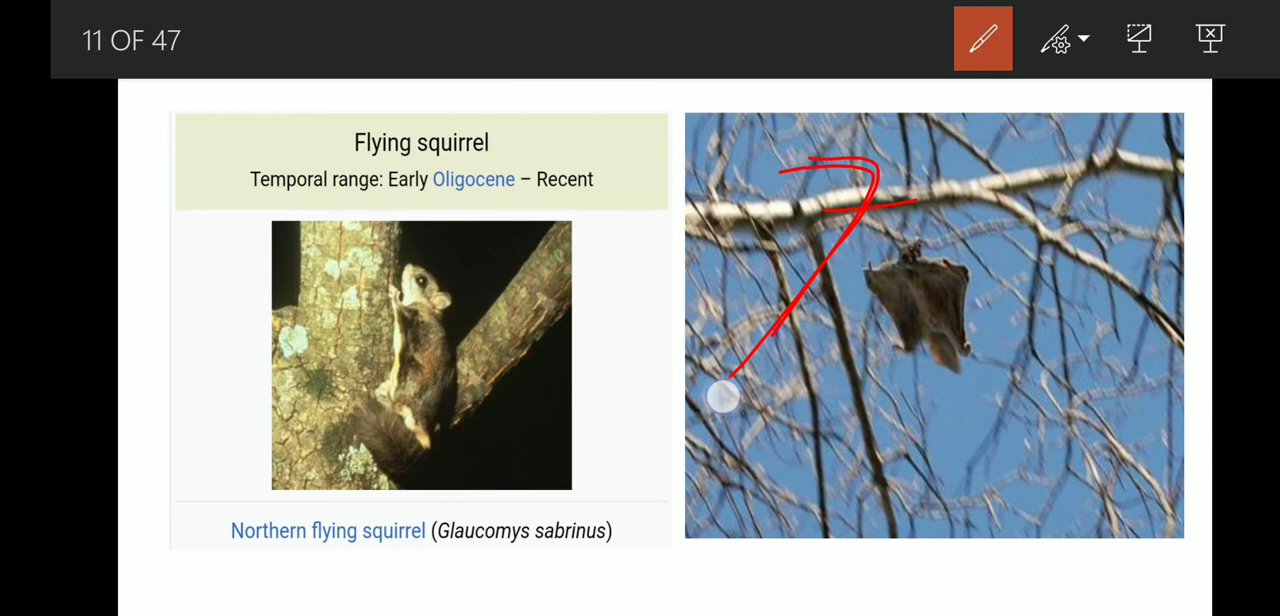 11 OF 47
Flying squirrel
Temporal range: Early Oligocene – Recent
Northern flying squirrel (Glaucomys sabrinus)